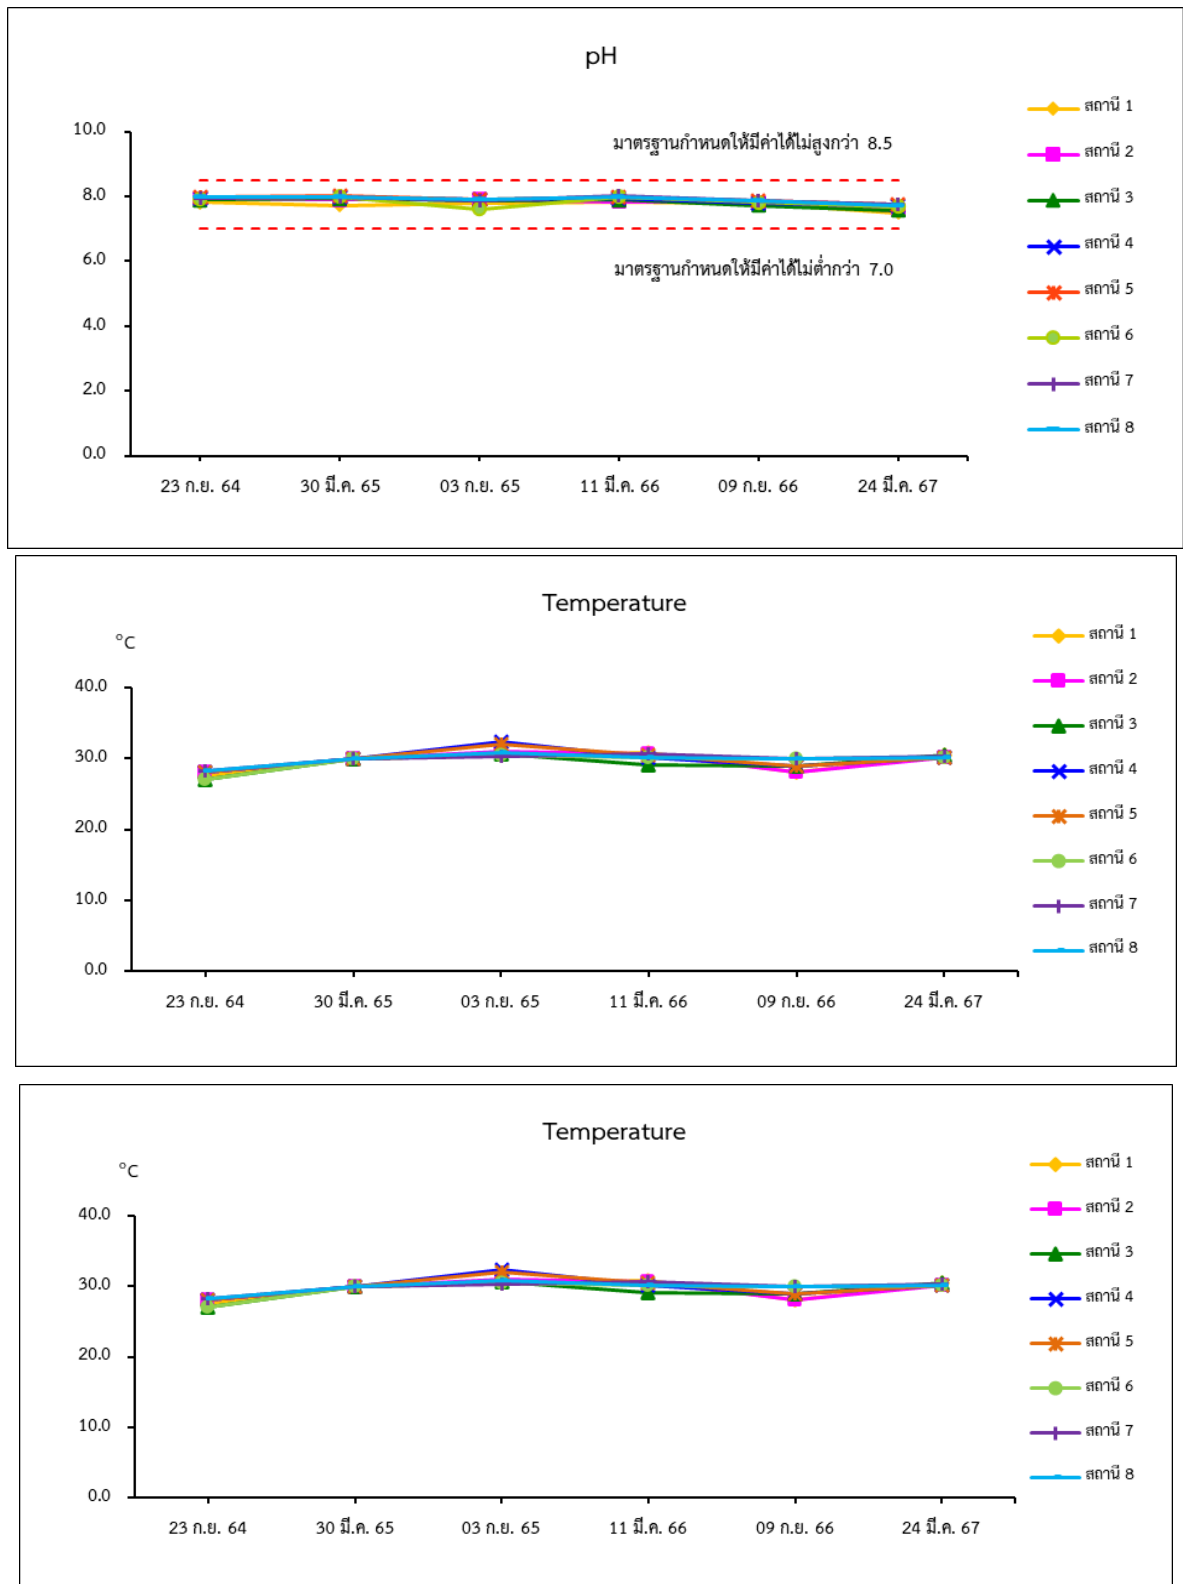 pH
10.0
8.0
6.0
4.0
2.0
0.0
มาตรฐานกำหนดให้มีค่าได้ไม่สูงกว่า 8.5
มาตรฐานกำหนดให้มีค่าได้ไม่ต่ำกว่า 7.0
23 ก.ย. 64 30 มี.ค. 65 03 ก.ย. 65 11 มี.ค. 66 09 ก.ย. 66 24 มี.ค. 67
สถานี 1
สถานี 2
สถานี 3
สถานี 4
สถานี 5
สถานี 6
สถานี 7
สถานี 8
Temperature
°C
40.0
30.0
20.0
10.0
0.0
23 ก.ย. 64 30 มี.ค. 65 03 ก.ย. 65 11 มี.ค. 66 09 ก.ย. 66 24 มี.ค. 67
สถานี 1
สถานี 2
สถานี 3
สถานี 4
สถานี 5
สถานี 6
สถานี 7
สถานี 8
Temperature
°C
40.0
30.0
20.0
10.0
0.0
23 ก.ย. 64 30 มี.ค. 65 03 ก.ย. 65 11 มี.ค. 66 09 ก.ย. 66 24 มี.ค. 67
สถานี 1
สถานี 2
สถานี 3
สถานี 4
สถานี 5
สถานี 6
สถานี 7
สถานี 8